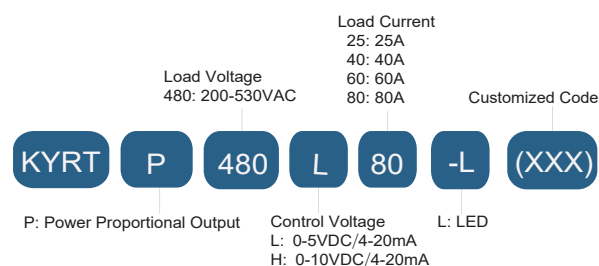 Load Current
25: 25A
40: 40A
60: 60A
80: 80A
Load Voltage
480: 200-530VAC
Customized Code
KYRT P 480 L 80 -L (XXX)
P: Power Proportional Output
Control Voltage
L: 0-5VDC/4-20mA
H: 0-10VDC/4-20mA
L: LED